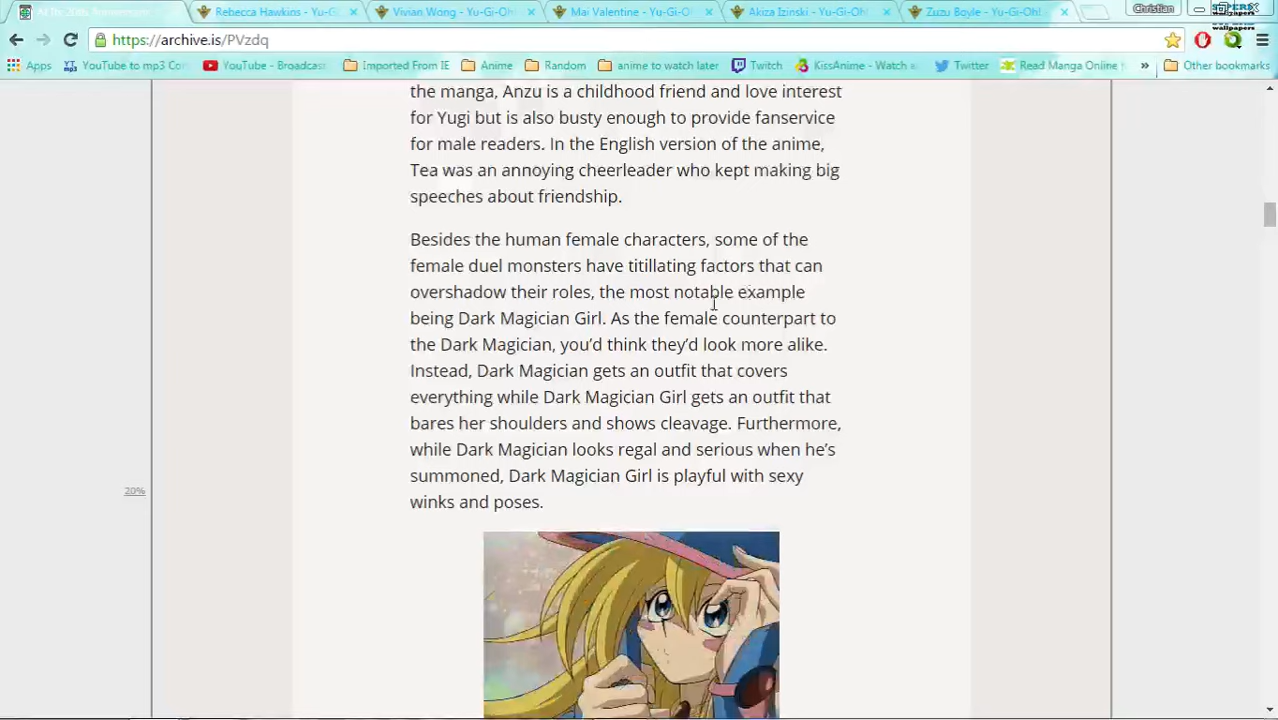 At the 20th Anniversary
Rebecca Hawkins - Yu-Gi-O
Vivian Wong - Yu-Gi-Oh!
Mai Valentine - Yu-Gi-Oh!
Akiza Izinski - Yu-Gi-Oh!
Zuzu Boyle - Yu-Gi-Oh!
Christian
wallpapers
https://archive.is/PVzdq
Apps
YouTube to mp3 Con
YouTube - Broadcast
Imported From IE
Anime
Random
anime to watch later
Twitch
KissAnime - Watch a
Twitter
Read Manga Online
»
Other bookmarks
the manga, Anzu is a childhood friend and love interest
for Yugi but is also busty enough to provide fanservice
for male readers. In the English version of the anime,
Tea was an annoying cheerleader who kept making big
speeches about friendship.
Besides the human female characters, some of the
female duel monsters have titillating factors that can
overshadow their roles, the most notable example
being Dark Magician Girl. As the female counterpart to
the Dark Magician, you'd think they'd look more alike.
Instead, Dark Magician gets an outfit that covers
everything while Dark Magician Girl gets an outfit that
bares her shoulders and shows cleavage. Furthermore,
while Dark Magician looks regal and serious when he's
summoned, Dark Magician Girl is playful with sexy
winks and poses.
20%